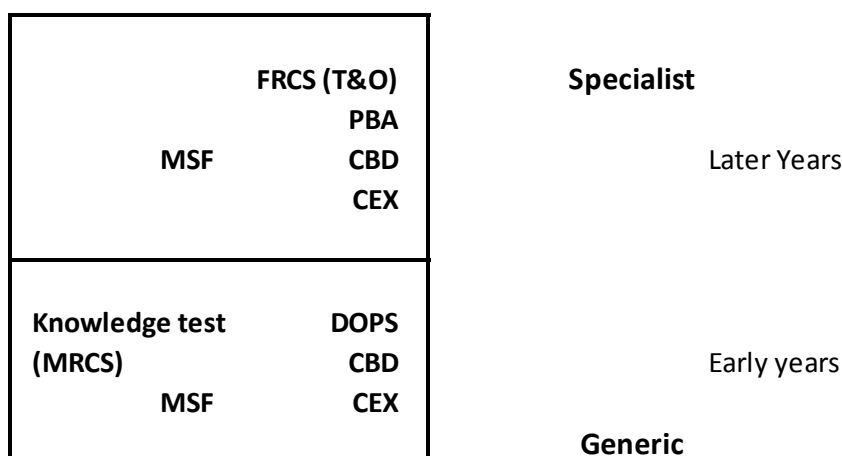 FRCS (T&O) Specialist
PBA
MSF CBD Later Years
CEX
Knowledge test DOPS
(MRCS) CBD Early years
MSF CEX
Generic